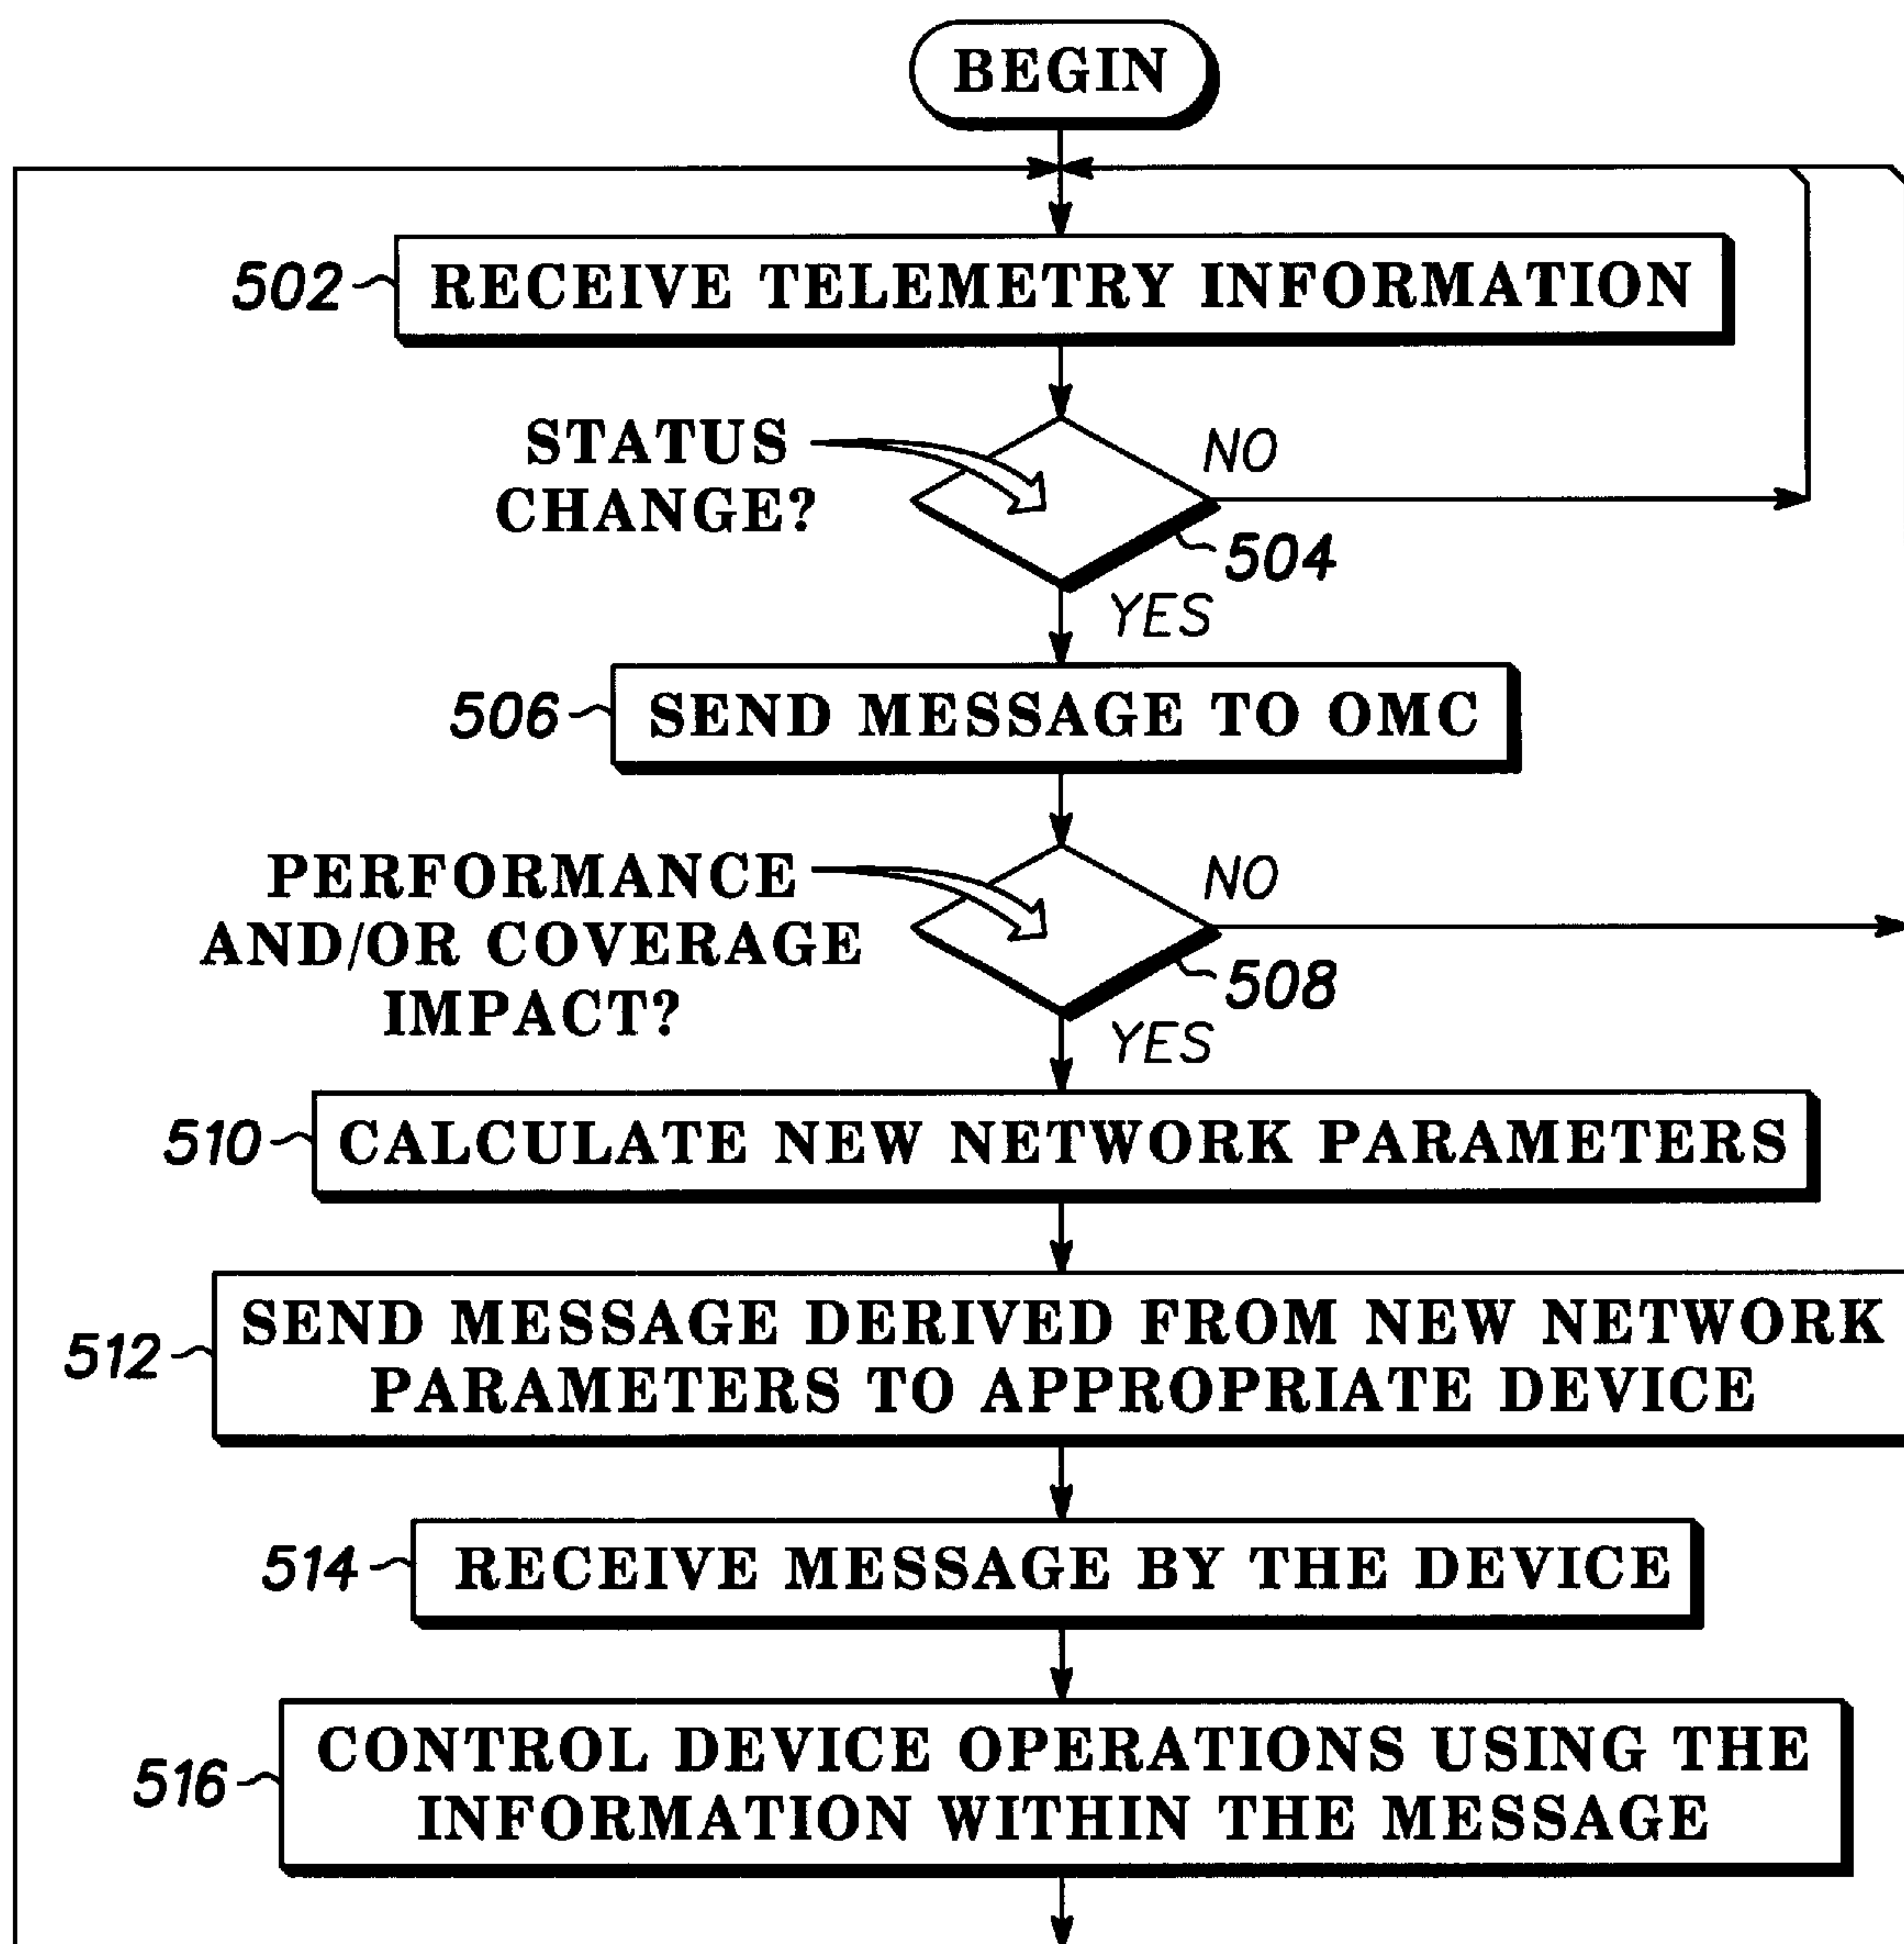 BEGIN
502
RECEIVE TELEMETRY INFORMATION
STATUS
CHANGE?
NO
504
YES
506
SEND MESSAGE TO OMC
PERFORMANCE
AND/OR COVERAGE
IMPACT?
NO
508
YES
510
CALCULATE NEW NETWORK PARAMETERS
512
SEND MESSAGE DERIVED FROM NEW NETWORK
PARAMETERS TO APPROPRIATE DEVICE
514
RECEIVE MESSAGE BY THE DEVICE
516
CONTROL DEVICE OPERATIONS USING THE
INFORMATION WITHIN THE MESSAGE